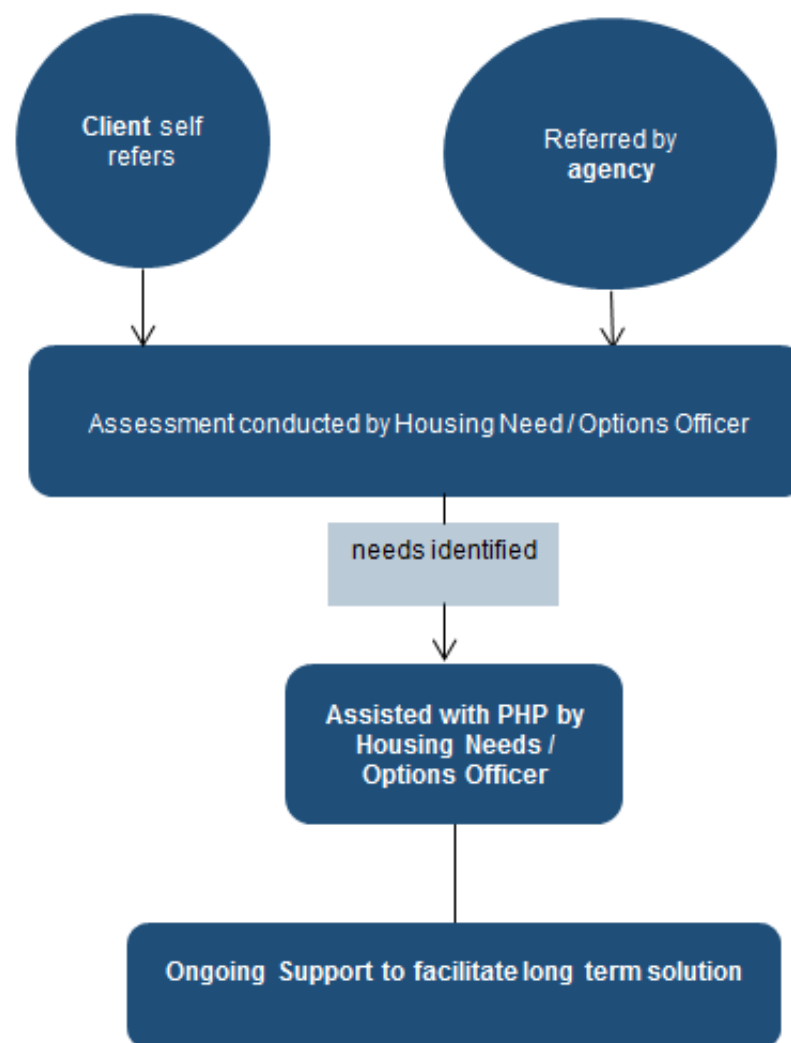 Client self
refers
Referred by
agency
Assessment conducted by Housing Need / Options Officer
needs identified
Assisted with PHP by
Housing Needs /
Options Officer
Ongoing Support to facilitate long term solution